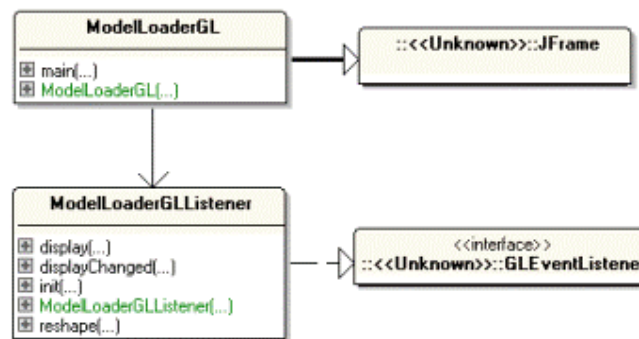 ModelLoaderGL
main(...)
ModelLoaderGL(...)
::<<Unknown>>::JFrame
ModelLoaderGLListener
display(...)
displayChanged(...)
init(...)
ModelLoaderGLListener(...)
reshape(...)
<<interface>>
::<<Unknown>>::GLEventListene